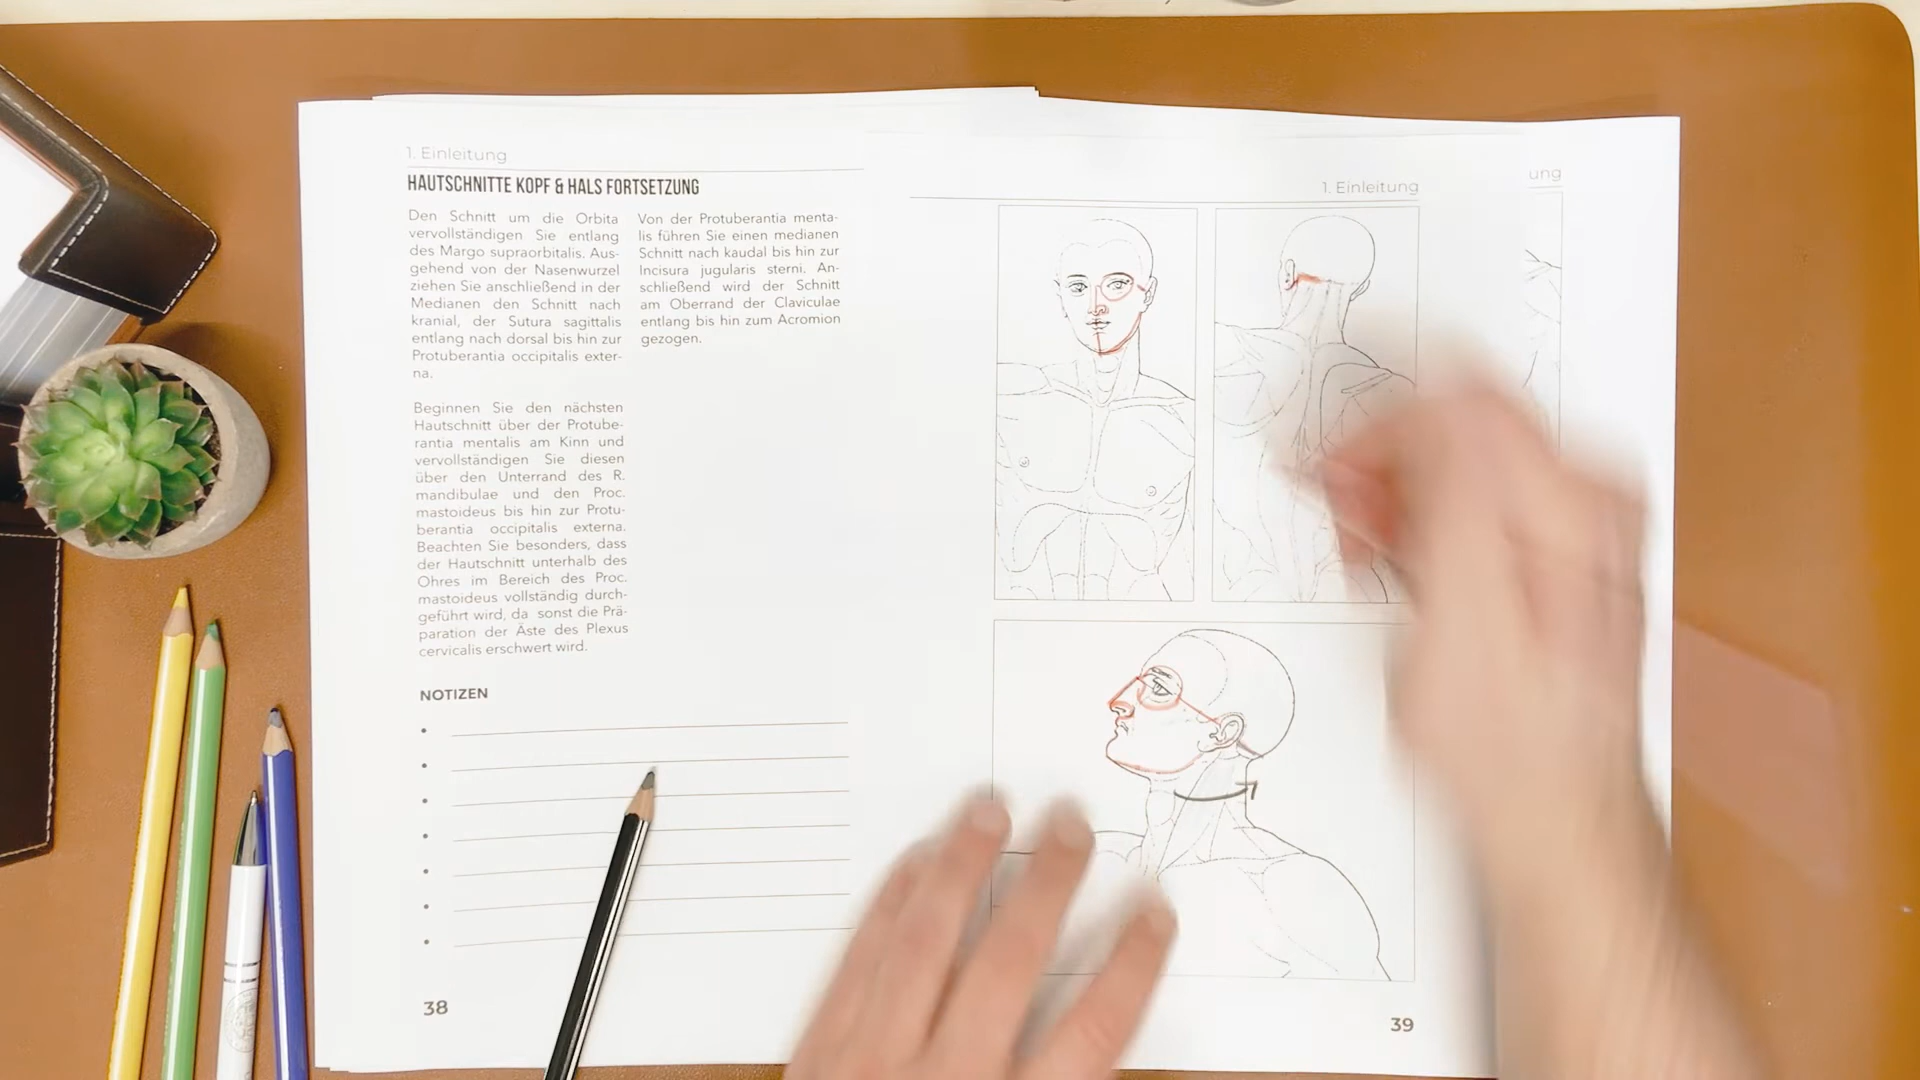 1. Einleitung
HAUTSCHNITTE KOPF & HALS FORTSETZUNG
Den Schnitt um die Orbita
vervollständigen Sie entlang
des Margo supraorbitalis. Aus-
gehend von der Nasenwurzel
ziehen Sie anschließend in der
Medianen den Schnitt nach
kranial, der Sutura sagittalis
entlang nach dorsal bis hin zur
Protuberantia occipitalis exter-
na.
Beginnen Sie den nächsten
Hautschnitt über der Protube-
rantia mentalis am Kinn und
vervollständigen Sie diesen
über den Unterrand des R.
mandibulae und den Proc.
mastoideus bis hin zur Protu-
berantia occipitalis externa.
Beachten Sie besonders, dass
der Hautschnitt unterhalb des
Ohres im Bereich des Proc.
mastoideus vollständig durch-
geführt wird, da sonst die Prä-
paration der Äste des Plexus
cervicalis erschwert wird.
Von der Protuberantia menta-
lis führen Sie einen medianen
Schnitt nach kaudal bis hin zur
Incisura jugularis sterni. An-
schließend wird der Schnitt
am Oberrand der Claviculae
entlang bis hin zum Acromion
gezogen.
NOTIZEN
38
1. Einleitung
39
ung